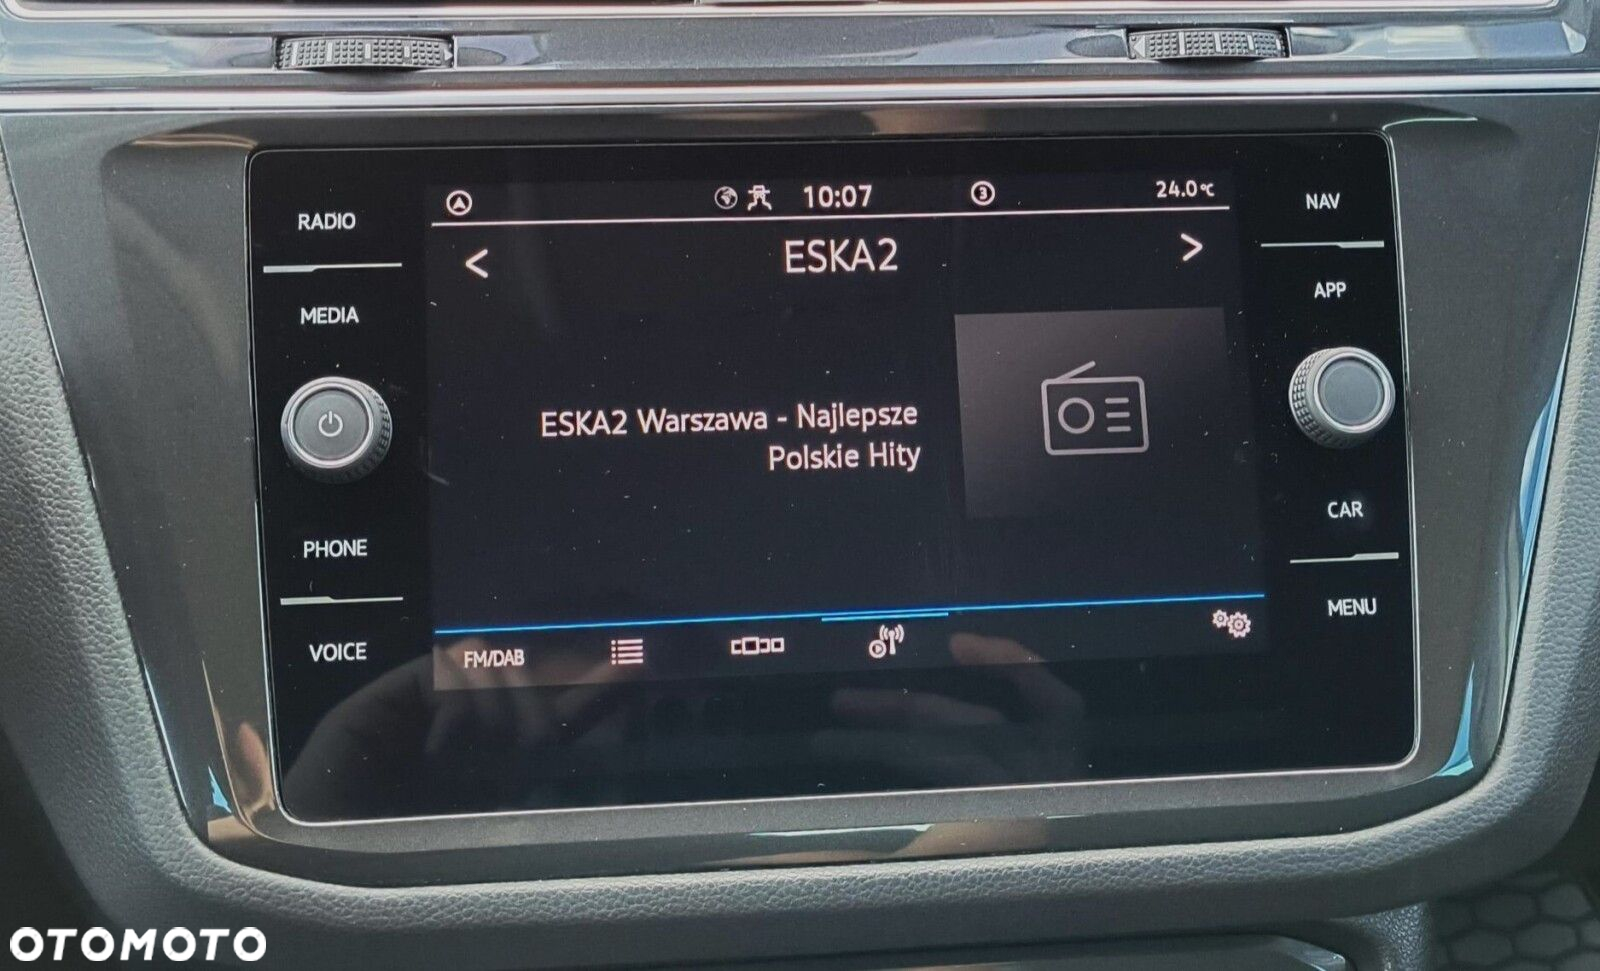 10:07
3
24.0°C
ESKA2
ESKA2 Warszawa - Najlepsze
Polskie Hity
FM/DAB
RADIO
MEDIA
PHONE
VOICE
NAV
APP
CAR
MENU
OTOMOTO